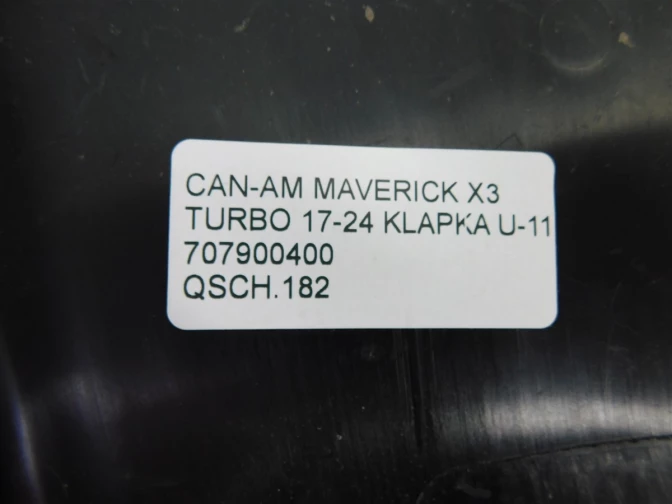 CAN-AM MAVERICK X3
TURBO 17-24 KLAPKA U-11
707900400
QSCH.182